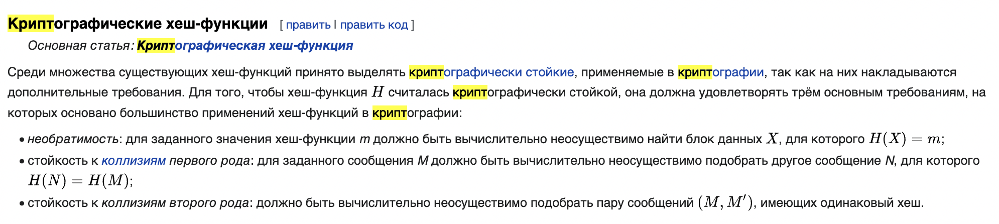 Криптографические хеш-функции [ править | править код ]
Основная статья: Криптографическая хеш-функция
Среди множества существующих хеш-функций принято выделять криптографически стойкие, применяемые в криптографии, так как на них накладываются
дополнительные требования. Для того, чтобы хеш-функция H считалась криптографически стойкой, она должна удовлетворять трём основным требованиям, на
которых основано большинство применений хеш-функций в криптографии:
• необратимость: для заданного значения хеш-функции m должно быть вычислительно неосуществимо найти блок данных X, для которого H(X) = m;
• стойкость к коллизиям первого рода: для заданного сообщения M должно быть вычислительно неосуществимо подобрать другое сообщение N, для которого
H(N) = H(M);
• стойкость к коллизиям второго рода: должно быть вычислительно неосуществимо подобрать пару сообщений (M, M′), имеющих одинаковый хеш.